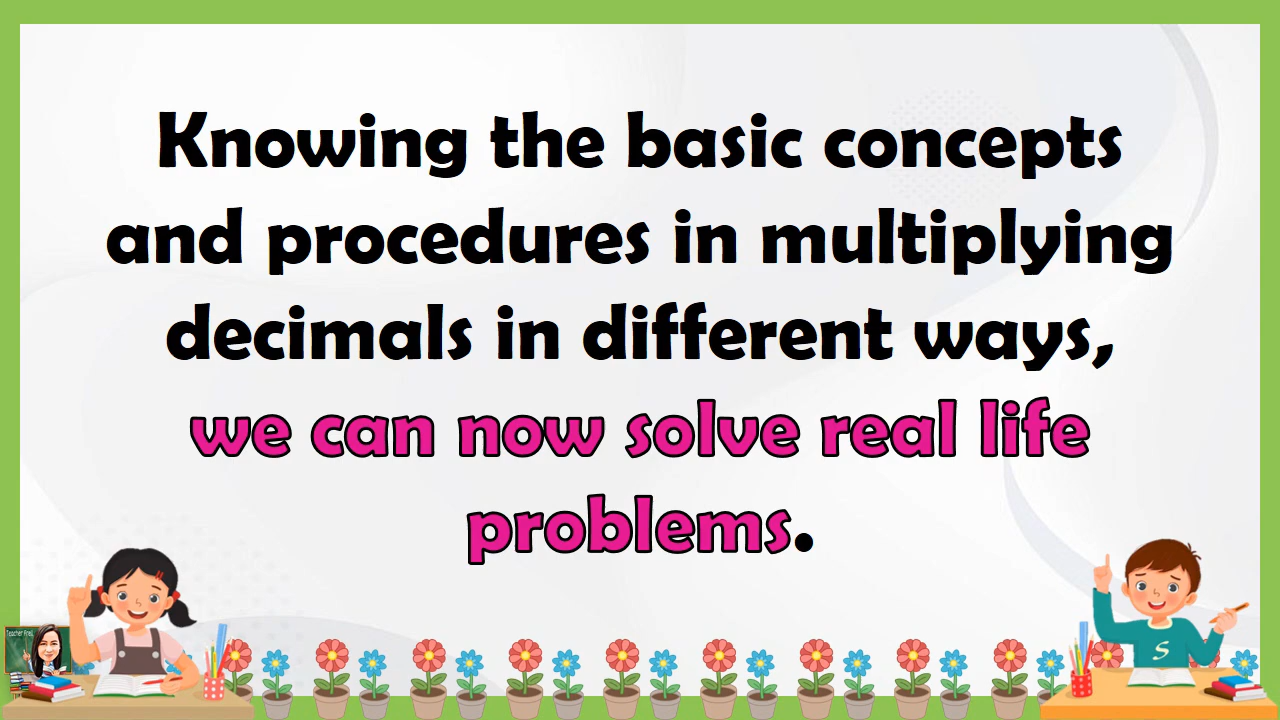 Knowing the basic concepts
and procedures in multiplying
decimals in different ways,
we can now solve real life
problems.
S